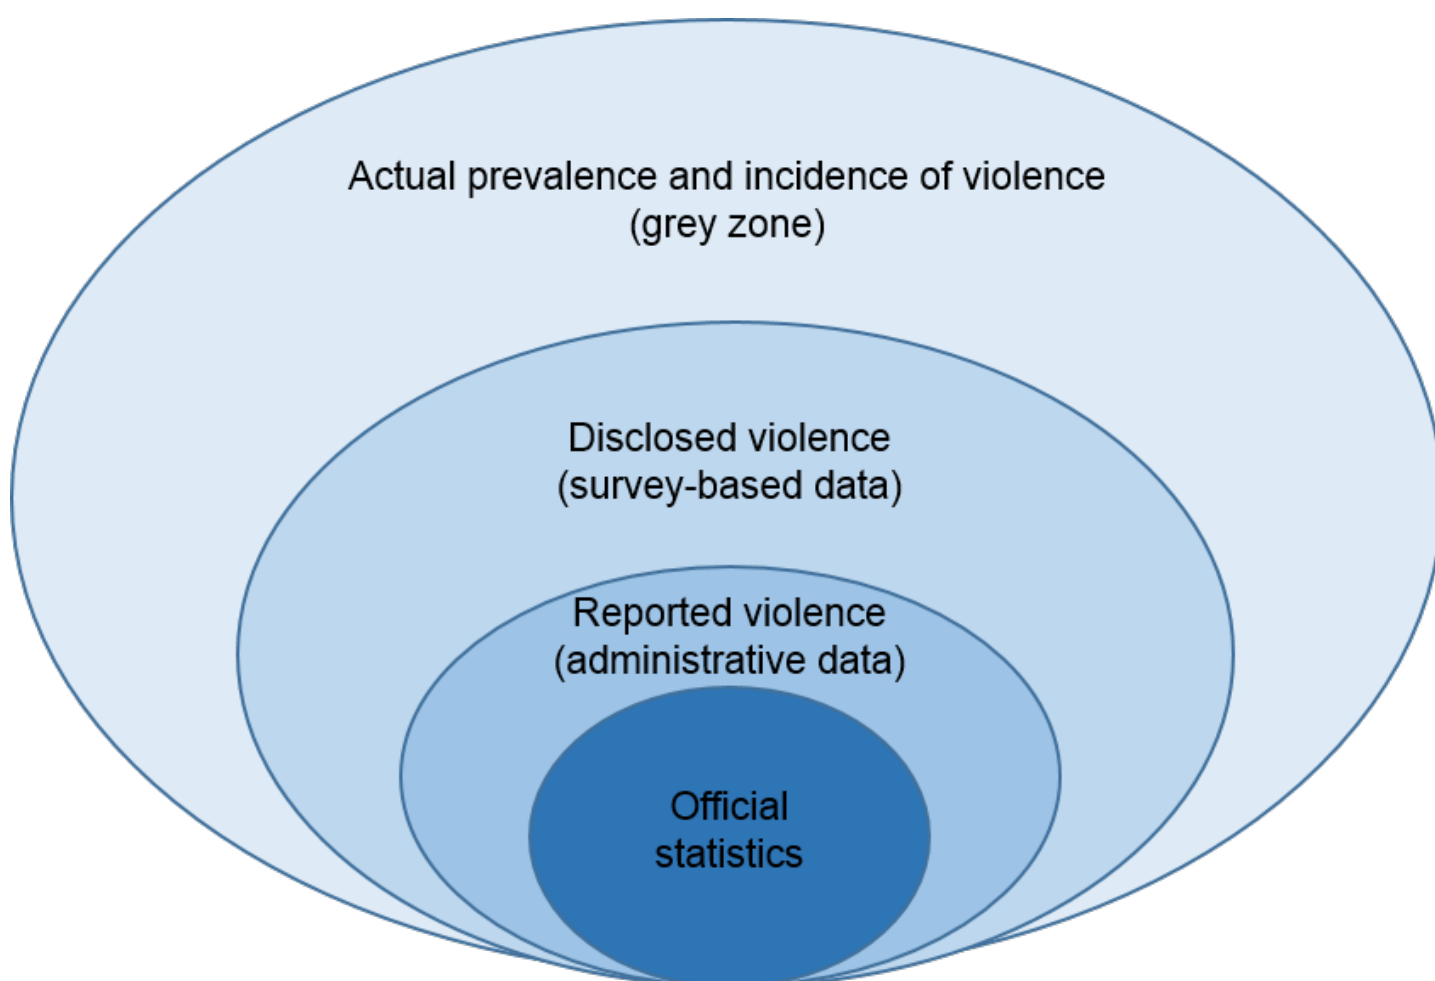 Actual prevalence and incidence of violence
(grey zone)
Disclosed violence
(survey-based data)
Reported violence
(administrative data)
Official
statistics